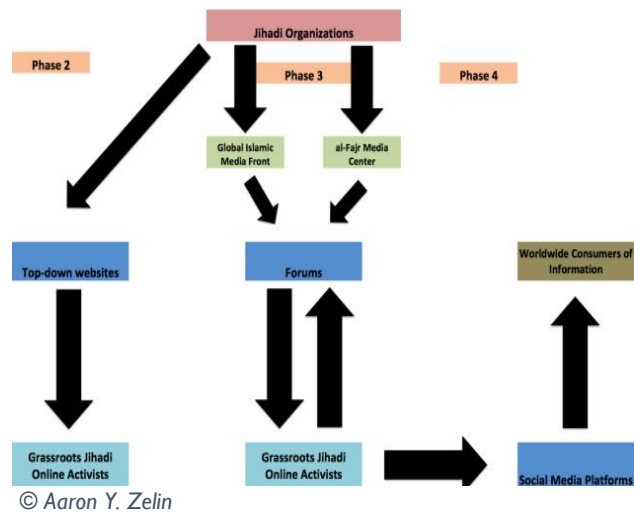 Jihadi Organizations
Phase 2
Phase 3
Phase 4
Global Islamic
Media Front
al-Fajr Media
Center
Top-down websites
Forums
Worldwide Consumers of
Information
Grassroots Jihadi
Online Activists
Grassroots Jihadi
Online Activists
Social Media Platforms
© Aaron Y. Zelin